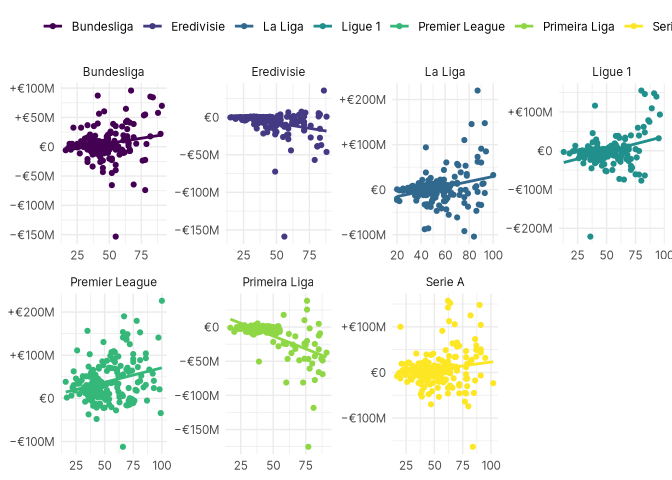 Bundesliga Eredivisie La Liga Ligue 1 Premier League Primeira Liga Seri
Bundesliga Eredivisie La Liga Ligue 1
+€100M
+€50M
€0
−€50M
−€100M
−€150M
25 50 75
€0
−€50M
−€100M
−€150M
25 50 75
+€200M
+€100M
€0
−€100M
20 40 60 80 100
+€100M
€0
−€100M
−€200M
25 50 75 100
Premier League Primeira Liga Serie A
+€200M
+€100M
€0
−€100M
25 50 75 100
€0
−€50M
−€100M
−€150M
25 50 75
+€100M
€0
−€100M
25 50 75 100